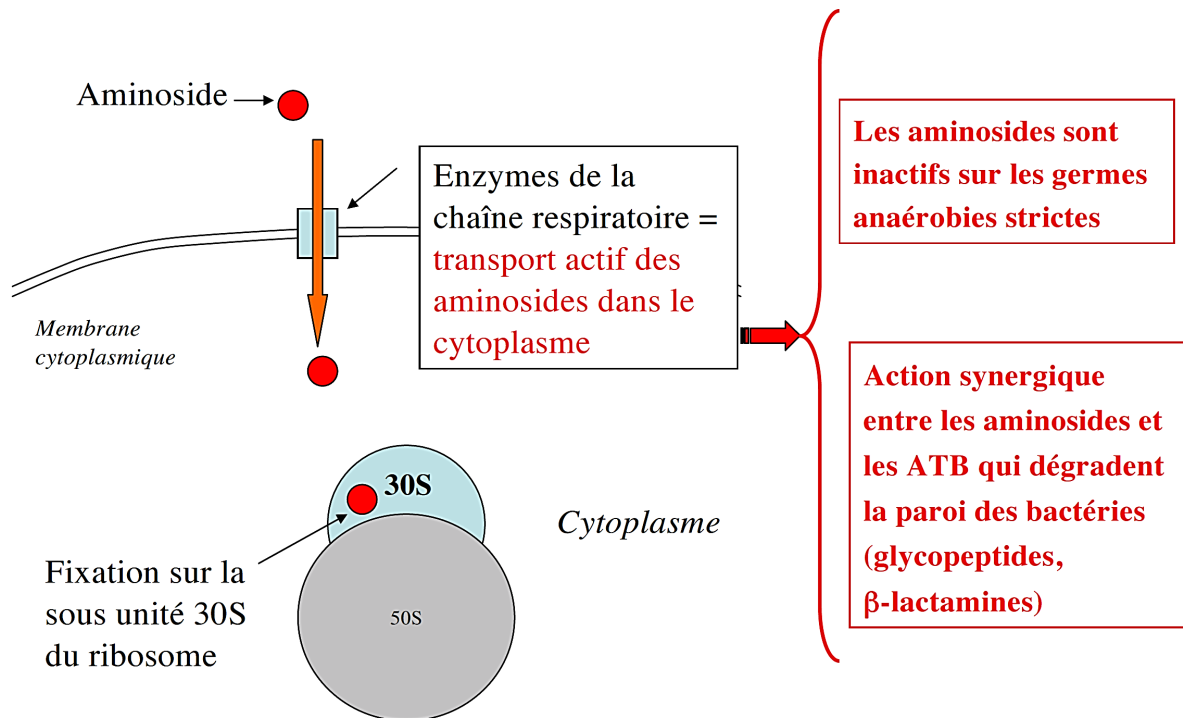 Aminoside
Enzymes de la
chaîne respiratoire =
transport actif des
aminosides dans le
cytoplasme
Membrane
cytoplasmique
30S
50S
Cytoplasme
Fixation sur la
sous unité 30S
du ribosome
Les aminosides sont
inactifs sur les germes
anaérobies strictes
Action synergique
entre les aminosides et
les ATB qui dégradent
la paroi des bactéries
(glycopeptides,
β-lactamines)